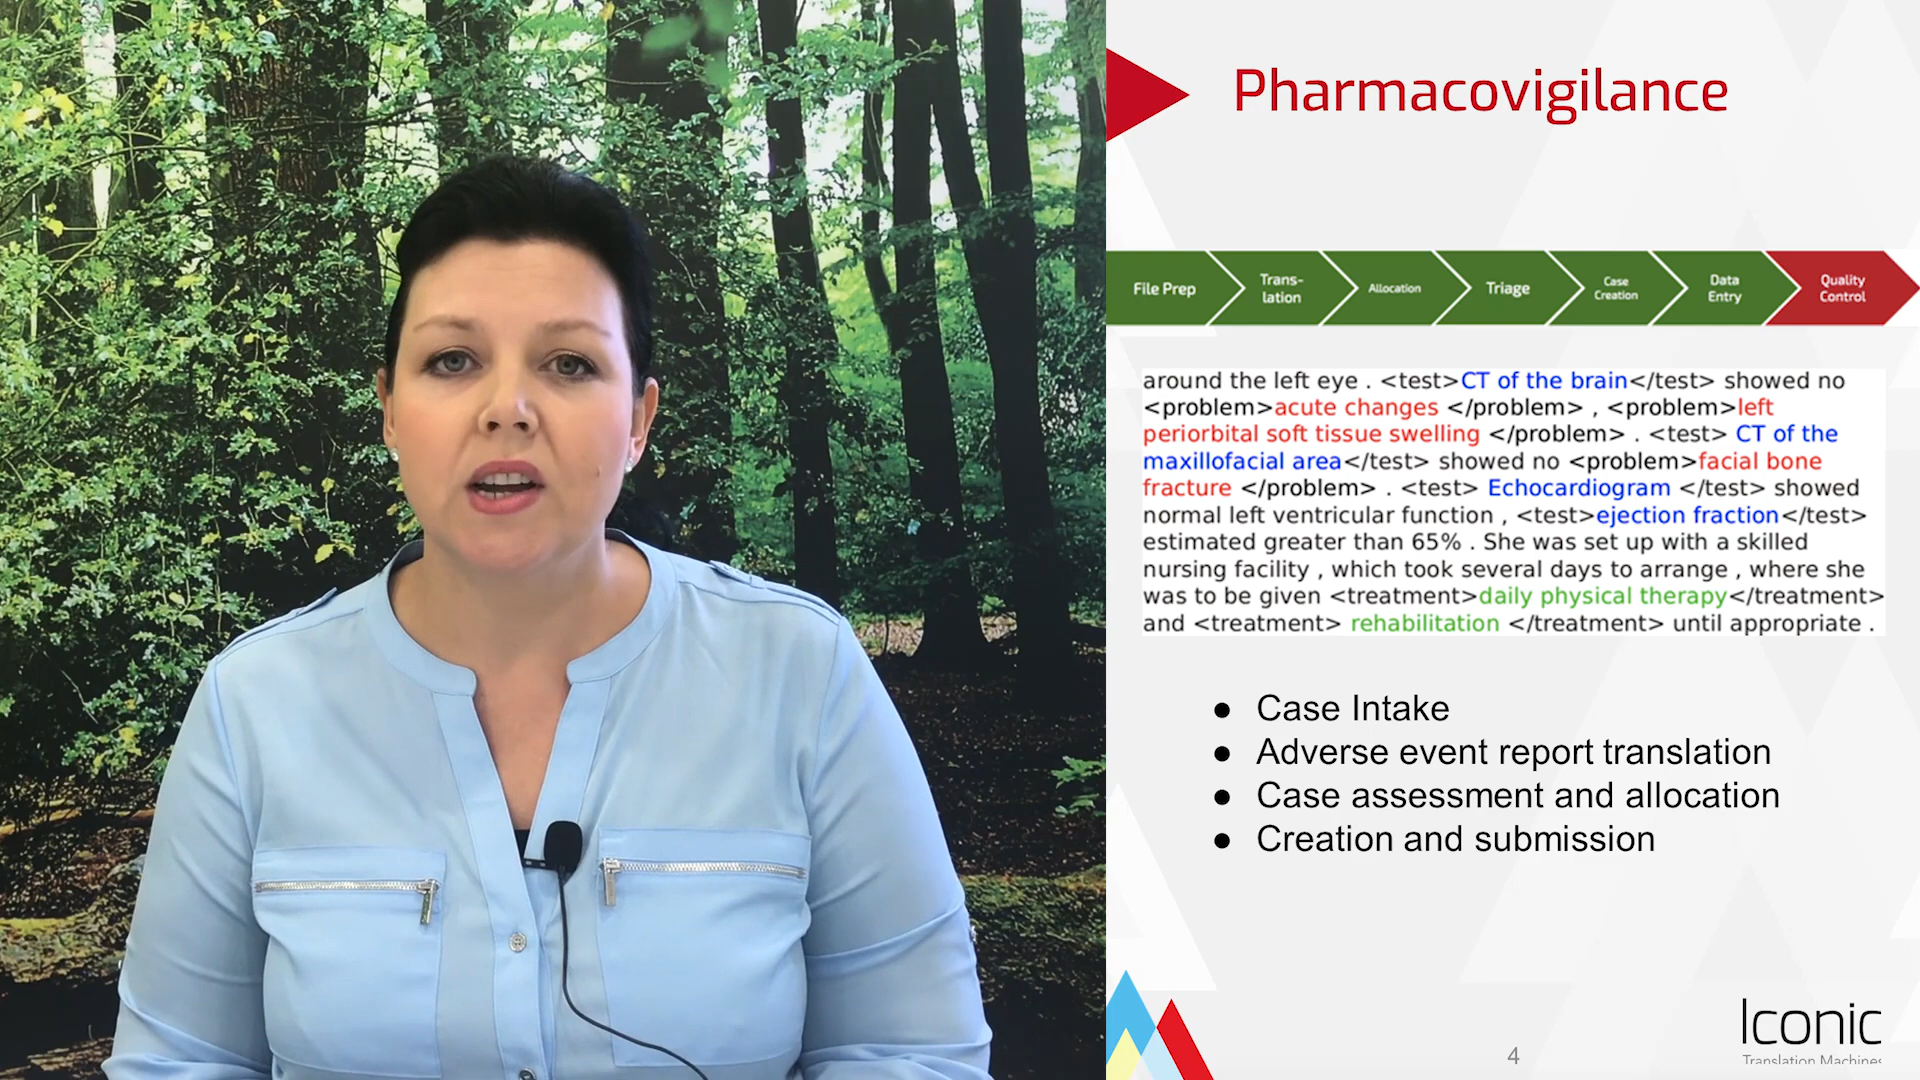 Pharmacovigilance
File Prep
Trans-
lation
Allocation
Triage
Case
Creation
Data
Entry
Quality
Control
around the left eye . <test>CT of the brain</test> showed no
<problem>acute changes </problem> , <problem>left
periorbital soft tissue swelling </problem> . <test> CT of the
maxillofacial area</test> showed no <problem>facial bone
fracture </problem> . <test> Echocardiogram </test> showed
normal left ventricular function , <test>ejection fraction</test>
estimated greater than 65% . She was set up with a skilled
nursing facility , which took several days to arrange , where she
was to be given <treatment>daily physical therapy</treatment>
and <treatment> rehabilitation </treatment> until appropriate .
● Case Intake
● Adverse event report translation
● Case assessment and allocation
● Creation and submission
4
Iconic
Translation Machines